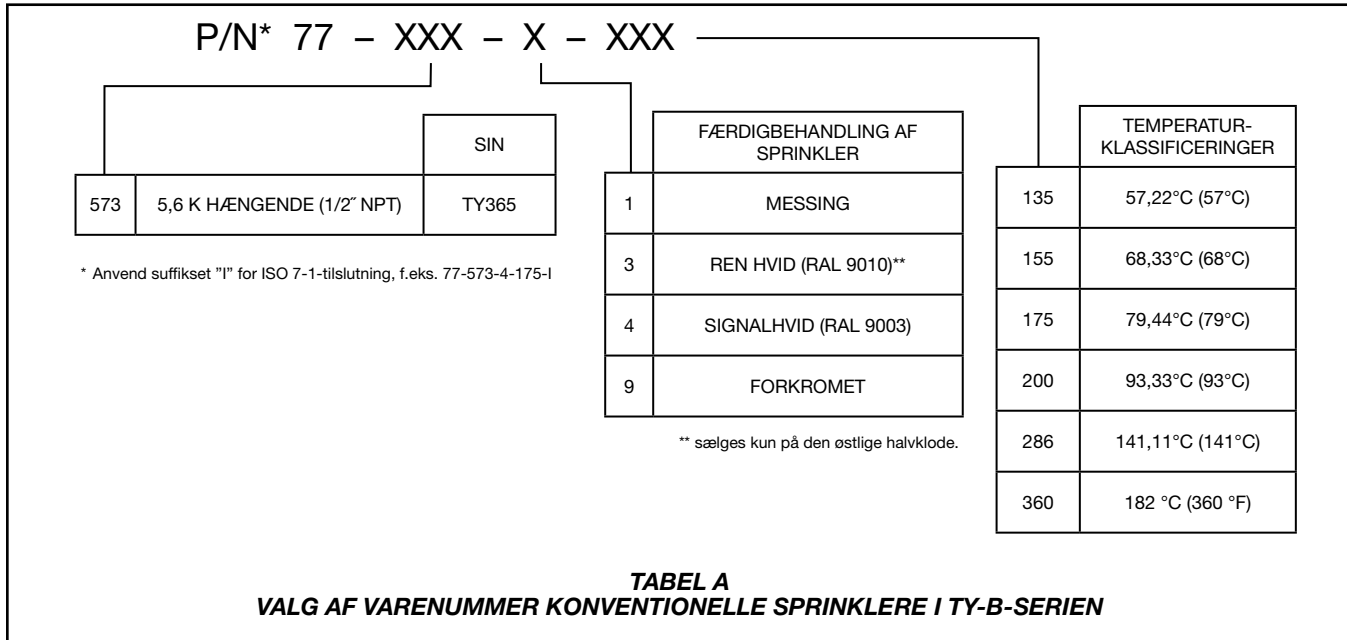 P/N* 77 – XXX – X – XXX
SIN
573 5,6 K HÆNGENDE (1/2˝ NPT) TY365
* Anvend suffikset ”I” for ISO 7-1-tilslutning, f.eks. 77-573-4-175-I
FÆRDIGBEHANDLING AF
SPRINKLER
1 MESSING
3 REN HVID (RAL 9010)**
4 SIGNALHVID (RAL 9003)
9 FORKROMET
** sælges kun på den østlige halvklode.
TEMPERATUR-
KLASSIFICERINGER
135 57,22°C (57°C)
155 68,33°C (68°C)
175 79,44°C (79°C)
200 93,33°C (93°C)
286 141,11°C (141°C)
360 182 °C (360 °F)
TABEL A
VALG AF VARENUMMER KONVENTIONELLE SPRINKLERE I TY-B-SERIEN